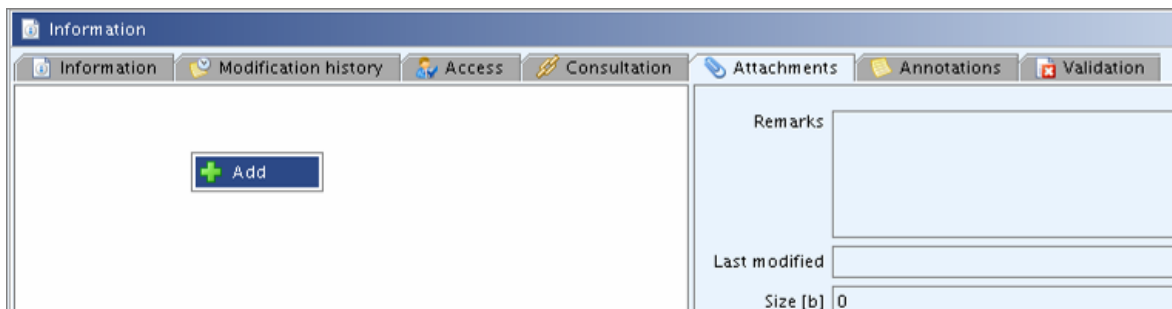 Information
Information Modification history Access Consultation Attachments Annotations Validation
Remarks
Add
Last modified
Size [b] 0